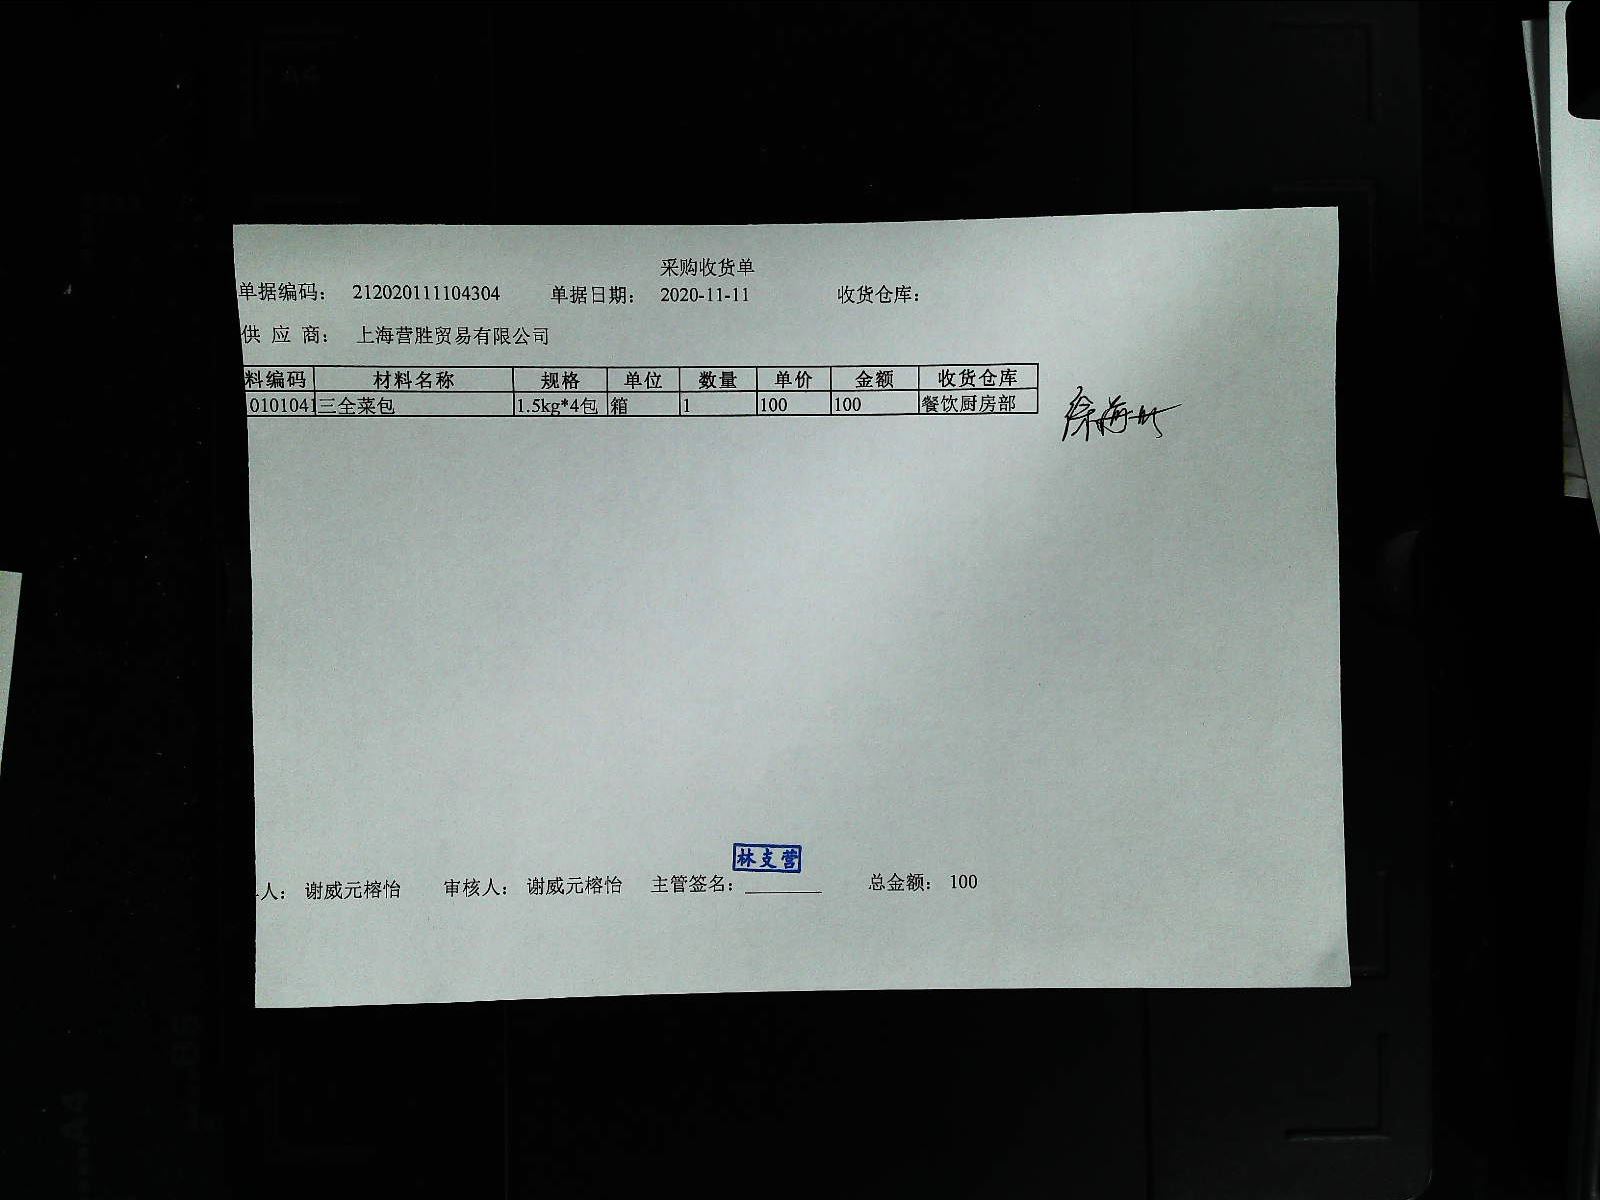 采购收货单
单据编码： 212020111104304 单据日期： 2020-11-11 收货仓库：
供 应 商： 上海营胜贸易有限公司
料编码 材料名称 规格 单位 数量 单价 金额 收货仓库
0101041 三全菜包 1.5kg*4包 箱 1 100 100 餐饮厨房部
林支营
人： 谢威元榕怡 审核人： 谢威元榕怡 主管签名： 总金额： 100